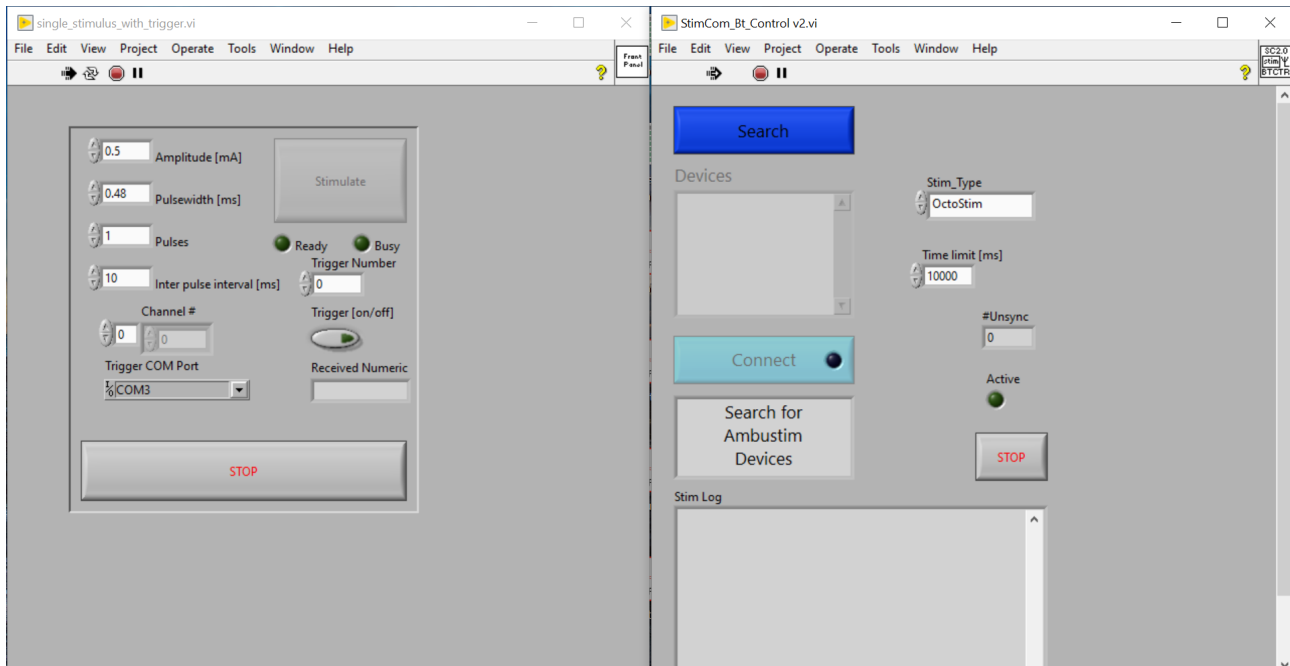 single_stimulus_with_trigger.vi
File Edit View Project Operate Tools Window Help
Front
Panel
0.5 Amplitude [mA]
0.48 Pulsewidth [ms]
1 Pulses
10 Inter pulse interval [ms]
Stimulate
Ready Busy
Trigger Number
0
Channel #
0 0
Trigger [on/off]
Trigger COM Port
COM3
Received Numeric
STOP
StimCom_Bt_Control v2.vi
File Edit View Project Operate Tools Window Help
SC2.0
stim
BTCTR
Search
Devices
Stim_Type
OctoStim
Time limit [ms]
10000
#Unsync
0
Connect
Active
Search for
Ambustim
Devices
STOP
Stim Log